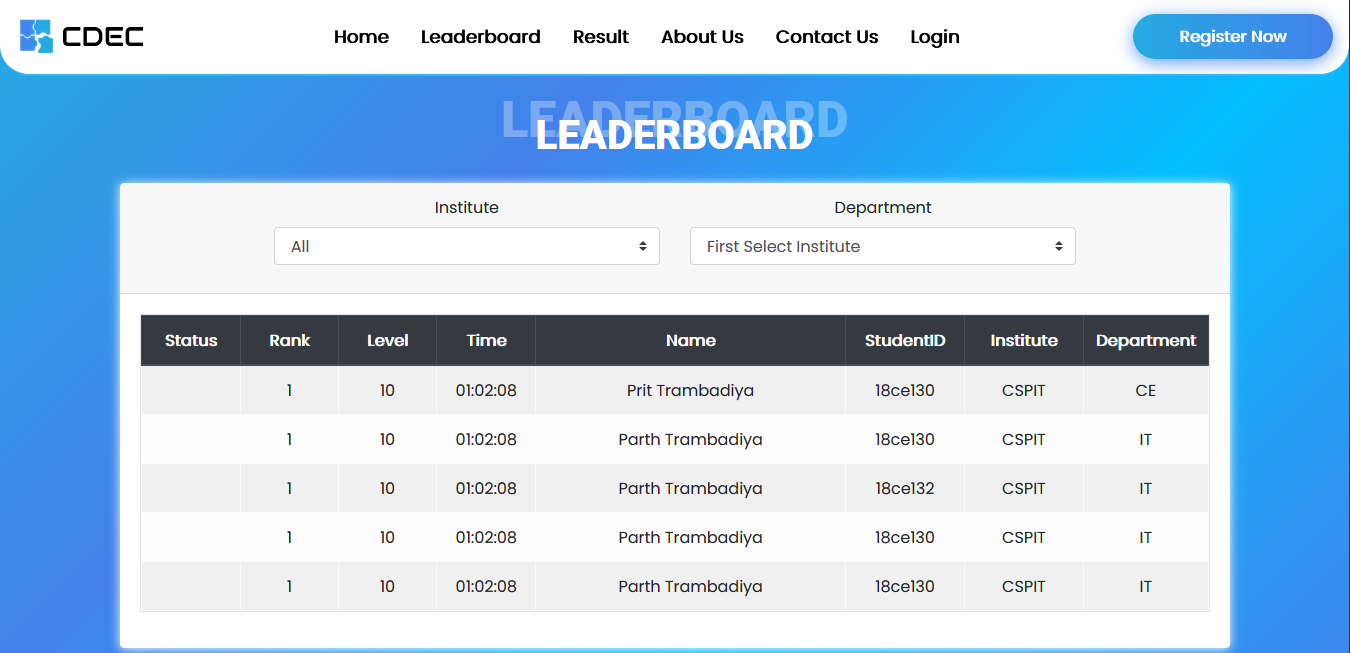 CDEC Home Leaderboard Result About Us Contact Us Login Register Now
LEADERBOARD
LEADERBOARD
Institute Department
All First Select Institute
Status Rank Level Time Name StudentID Institute Department
1 10 01:02:08 Prit Trambadiya 18ce130 CSPIT CE
1 10 01:02:08 Parth Trambadiya 18ce130 CSPIT IT
1 10 01:02:08 Parth Trambadiya 18ce132 CSPIT IT
1 10 01:02:08 Parth Trambadiya 18ce130 CSPIT IT
1 10 01:02:08 Parth Trambadiya 18ce130 CSPIT IT